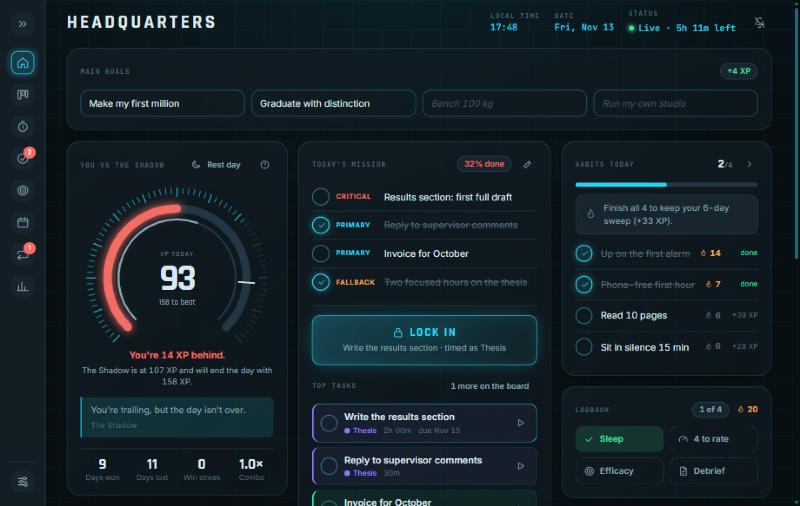 HEADQUARTERS
LOCAL TIME
17:48
DATE
Fri, Nov 13
STATUS
Live · 5h 11m left
MAIN GOALS
+4 XP
Make my first million
Graduate with distinction
Bench 100 kg
Run my own studio
YOU VS THE SHADOW
Rest day
XP TODAY
93
158 to beat
You're 14 XP behind.
The Shadow is at 107 XP and will end the day with
158 XP.
You're trailing, but the day isn't over.
The Shadow
9
Days won
11
Days lost
0
Win streak
1.0×
Combo
TODAY'S MISSION
32% done
CRITICAL Results section: first full draft
PRIMARY Reply to supervisor comments
PRIMARY Invoice for October
FALLBACK Two focused hours on the thesis
LOCK IN
Write the results section · timed as Thesis
TOP TASKS
1 more on the board
Write the results section
Thesis 2h 00m due Nov 15
Reply to supervisor comments
Thesis 30m
Invoice for October
HABITS TODAY
2/4
Finish all 4 to keep your 6-day
sweep (+33 XP).
Up on the first alarm 14 done
Phone-free first hour 7 done
Read 10 pages 6 +39 XP
Sit in silence 15 min 6 +28 XP
LOGBOOK
1 of 4
20
Sleep
4 to rate
Efficacy
Debrief
2
1